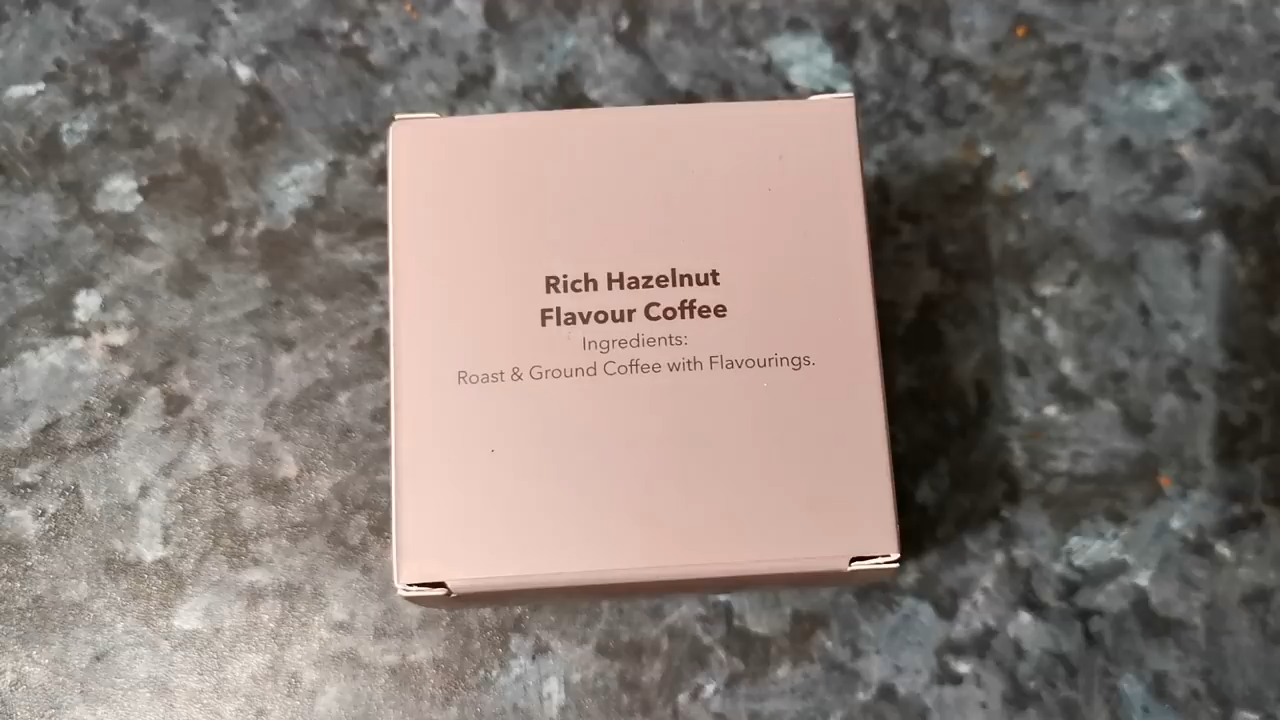 Rich Hazelnut
Flavour Coffee
Ingredients:
Roast & Ground Coffee with Flavourings.